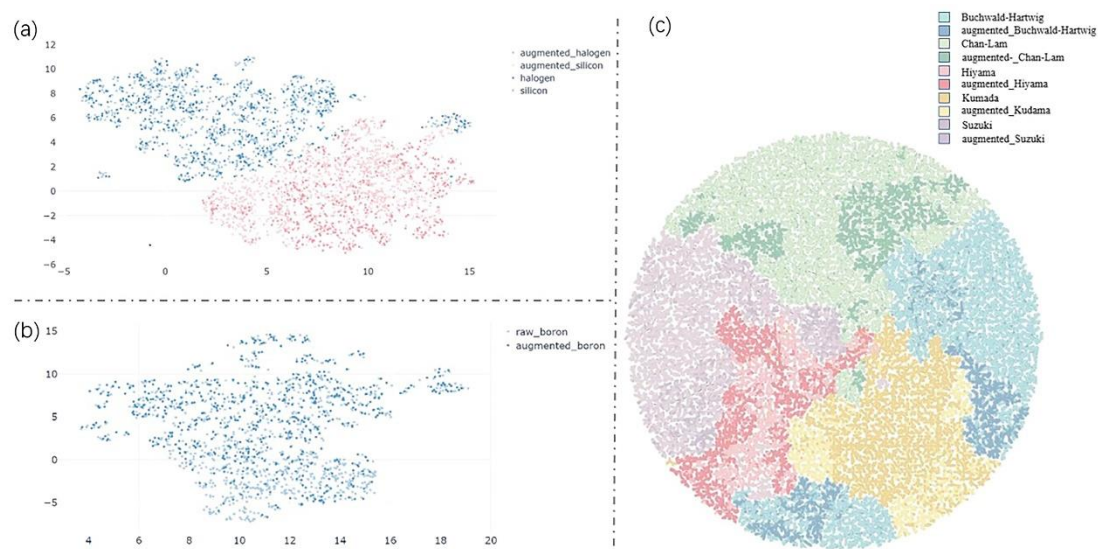 (a)
12
10
8
6
4
2
0
−2
−4
−6
−5
0
5
10
15
augmented_halogen
augmented_silicon
halogen
silicon
(b)
15
10
5
0
−5
4
6
8
10
12
14
16
18
20
raw_boron
augmented_boron
(c)
Buchwald-Hartwig
augmented_Buchwald-Hartwig
Chan-Lam
augmented-_Chan-Lam
Hiyama
augmented_Hiyama
Kumada
augmented_Kudama
Suzuki
augmented_Suzuki